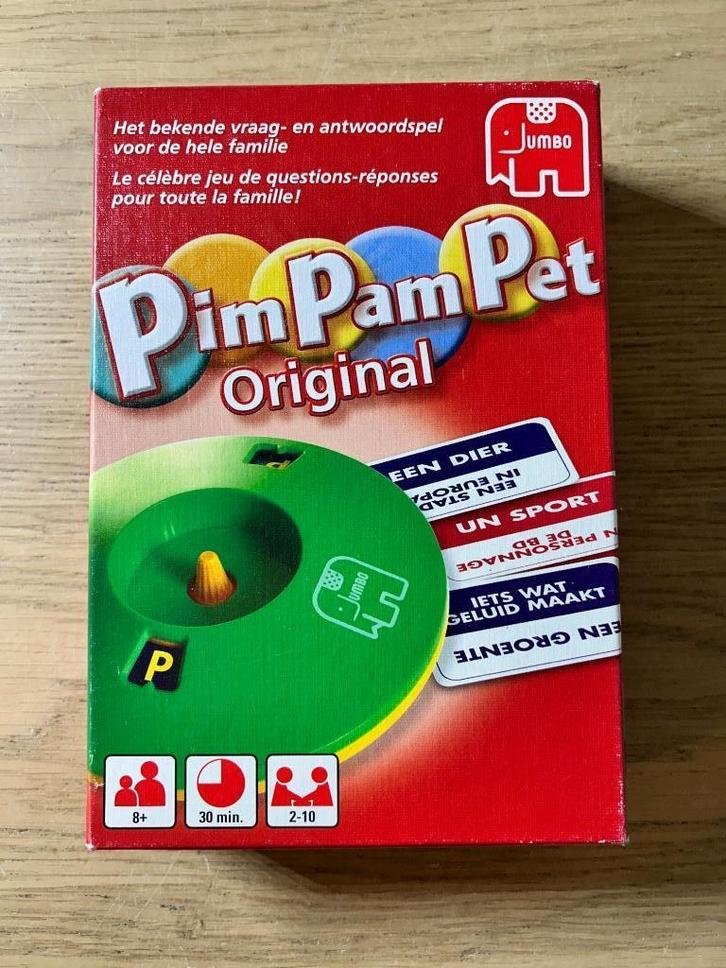 Het bekende vraag- en antwoordspel
voor de hele familie
Le célèbre jeu de questions-réponses
pour toute la famille!
JUMBO
PimPamPet
Original
P
EEN DIER
EEN STAD
IN EUROPA
UN SPORT
N PERSONNAGE
DE BD
JUMBO
IETS WAT
GELUID MAAKT
EEN GROENTE
P
8+
30 min.
2-10